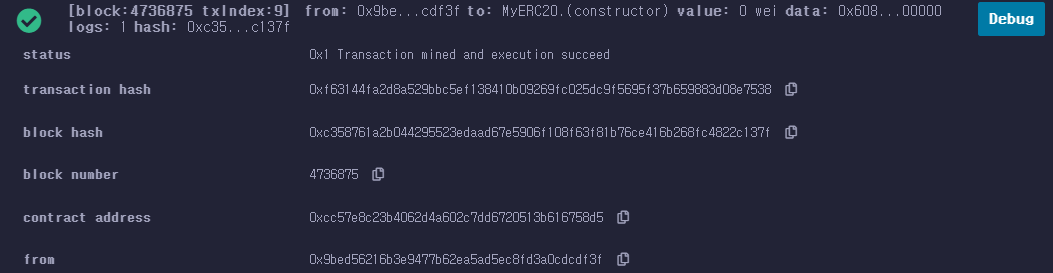 [block:4736875 txIndex:9] from: 0x9be...cdf3f to: MyERC20.(constructor) value: 0 wei data: 0x608...00000
logs: 1 hash: 0xc35...c137f
Debug
status 0x1 Transaction mined and execution succeed
transaction hash 0xf63144fa2d8a529bbc5ef138410b09269fc025dc9f5695f37b659883d08e7538
block hash 0xc358761a2b044295523edaad67e5906f108f63f81b76ce416b268fc4822c137f
block number 4736875
contract address 0xcc57e8c23b4062d4a602c7dd6720513b616758d5
from 0x9bed56216b3e9477b62ea5ad5ec8fd3a0cdcdf3f